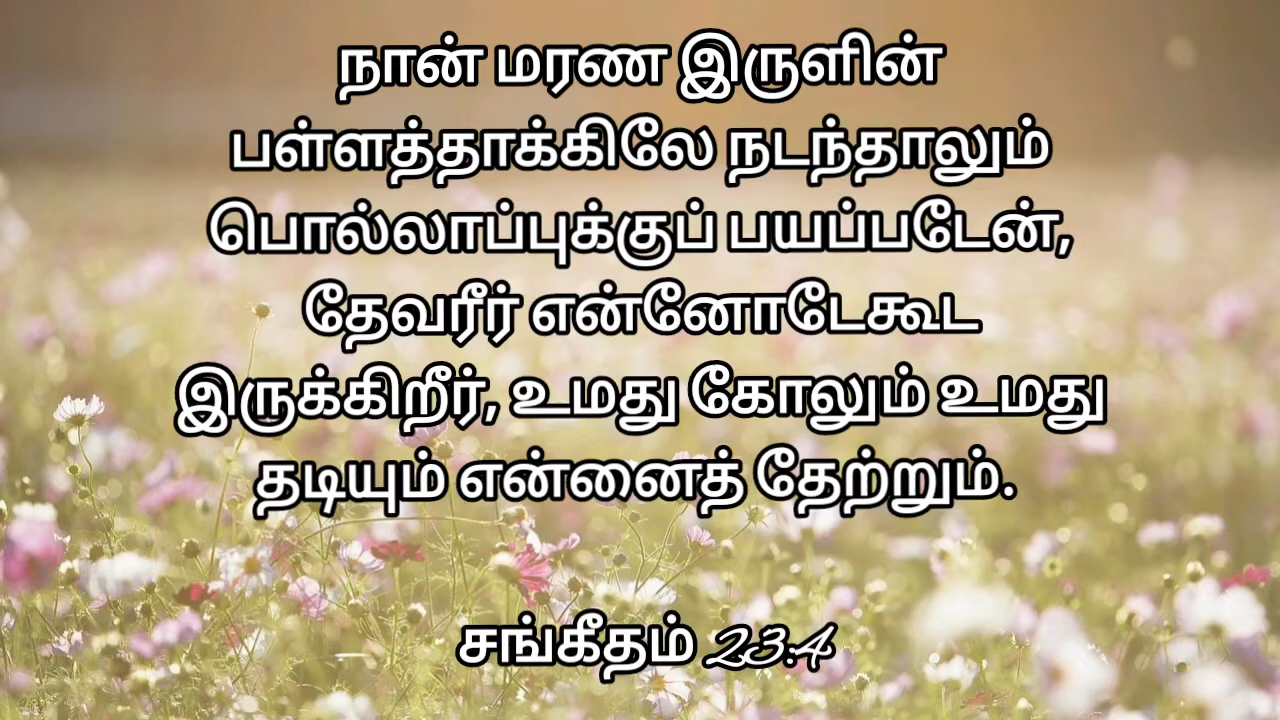 நான் மரண இருளின்
பள்ளத்தாக்கிலே நடந்தாலும்
பொல்லாப்புக்குப் பயப்படேன்,
தேவரீர் என்னோடேகூட
இருக்கிறீர், உமது கோலும் உமது
தடியும் என்னைத் தேற்றும்.
சங்கீதம் 23:4